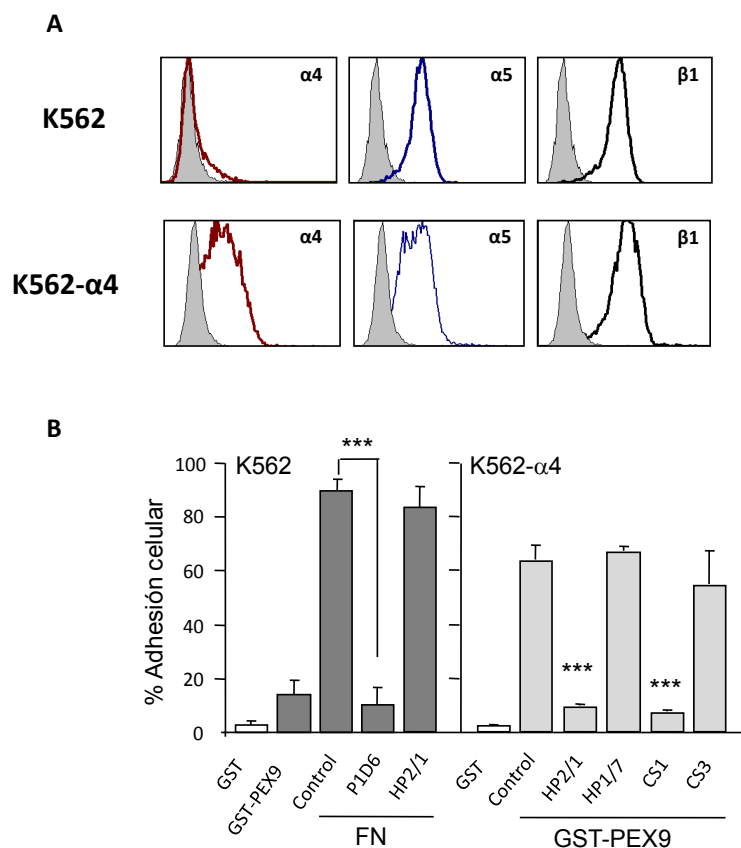 A
K562
α4
α5
β1
K562-α4
α4
α5
β1
B
% Adhesión celular
100
80
60
40
20
0
K562
***
K562-α4
***
***
GST
GST-PEX9
Control
P1D6
HP2/1
GST
Control
HP2/1
HP1/7
CS1
CS3
FN
GST-PEX9